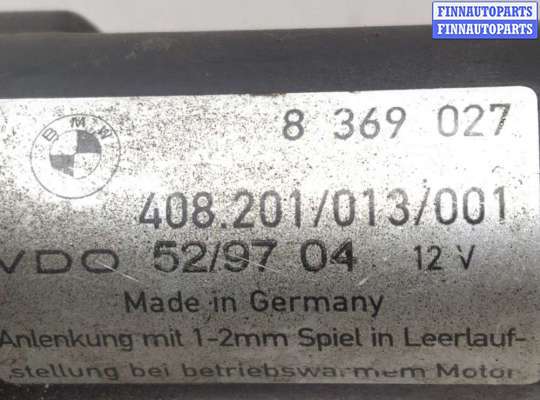 FINNAUTOPARTS
FINNAUTOPARTS
BMW
8 369 027
408.201/013/001
VDO 52/97 04 12 V
Made in Germany
Anlenkung mit 1-2mm Spiel in Leerlauf-
stellung bei betriebswarmem Motor